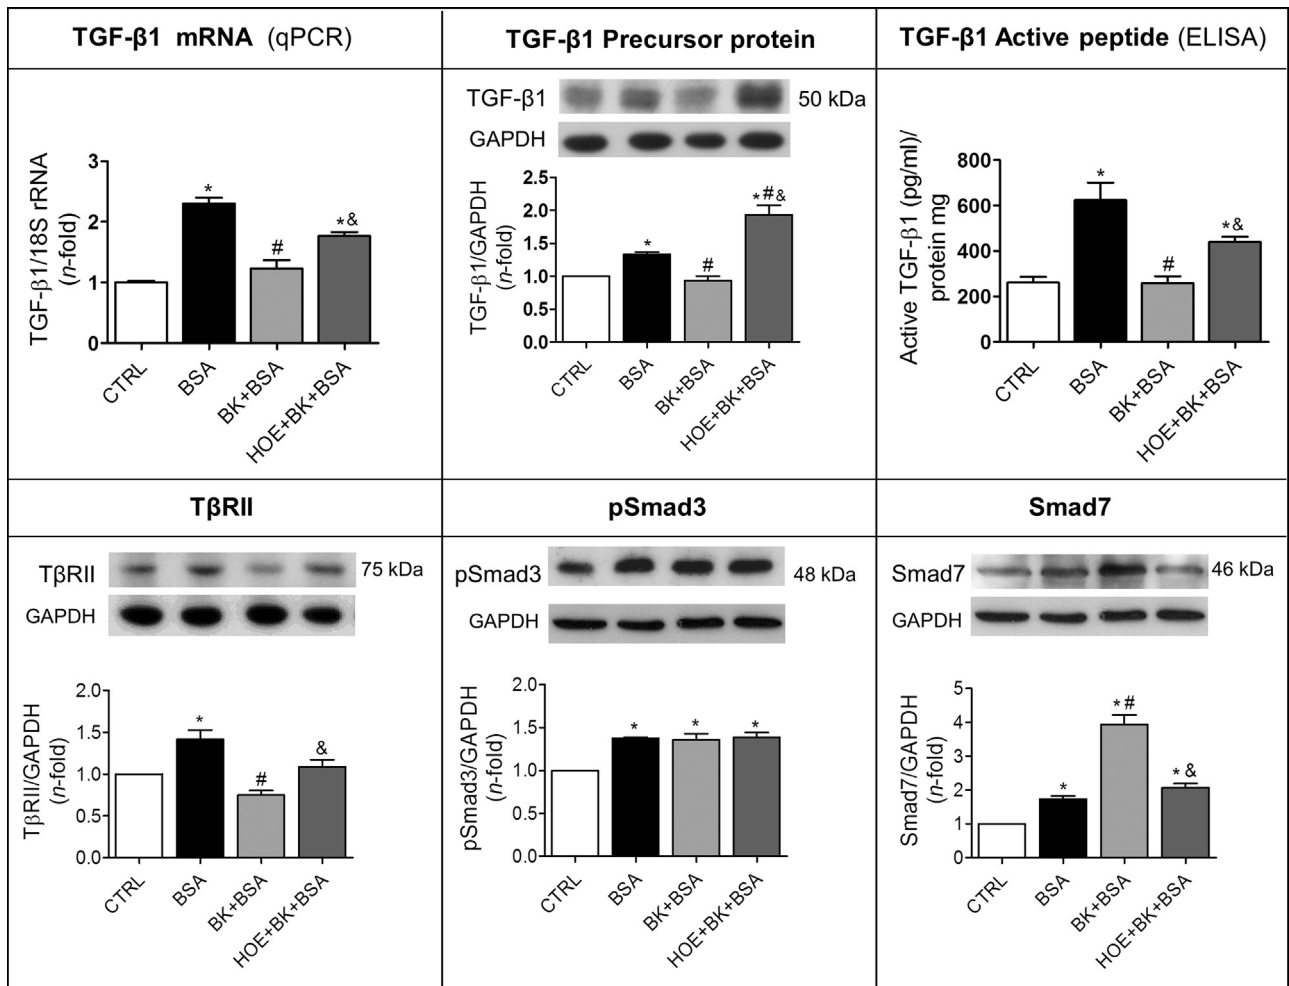 TGF-β1 mRNA (qPCR)
TGF-β1/18S rRNA
(n-fold)
3
2
1
0
*
#
*&
CTRL
BSA
BK+BSA
HOE+BK+BSA
TGF-β1 Precursor protein
TGF-β1
50 kDa
GAPDH
TGF-β1/GAPDH
(n-fold)
2.5
2.0
1.5
1.0
0.5
0.0
*
#
*#&
CTRL
BSA
BK+BSA
HOE+BK+BSA
TGF-β1 Active peptide (ELISA)
Active TGF-β1 (pg/ml)/
protein mg
800
600
400
200
0
*
#
*&
CTRL
BSA
BK+BSA
HOE+BK+BSA
TβRII
TβRII
75 kDa
GAPDH
TβRII/GAPDH
(n-fold)
2.0
1.5
1.0
0.5
0.0
*
#
&
CTRL
BSA
BK+BSA
HOE+BK+BSA
pSmad3
pSmad3
48 kDa
GAPDH
pSmad3/GAPDH
(n-fold)
2.0
1.5
1.0
0.5
0.0
*
*
*
CTRL
BSA
BK+BSA
HOE+BK+BSA
Smad7
Smad7
46 kDa
GAPDH
Smad7/GAPDH
(n-fold)
5
4
3
2
1
0
*
*#
*&
CTRL
BSA
BK+BSA
HOE+BK+BSA